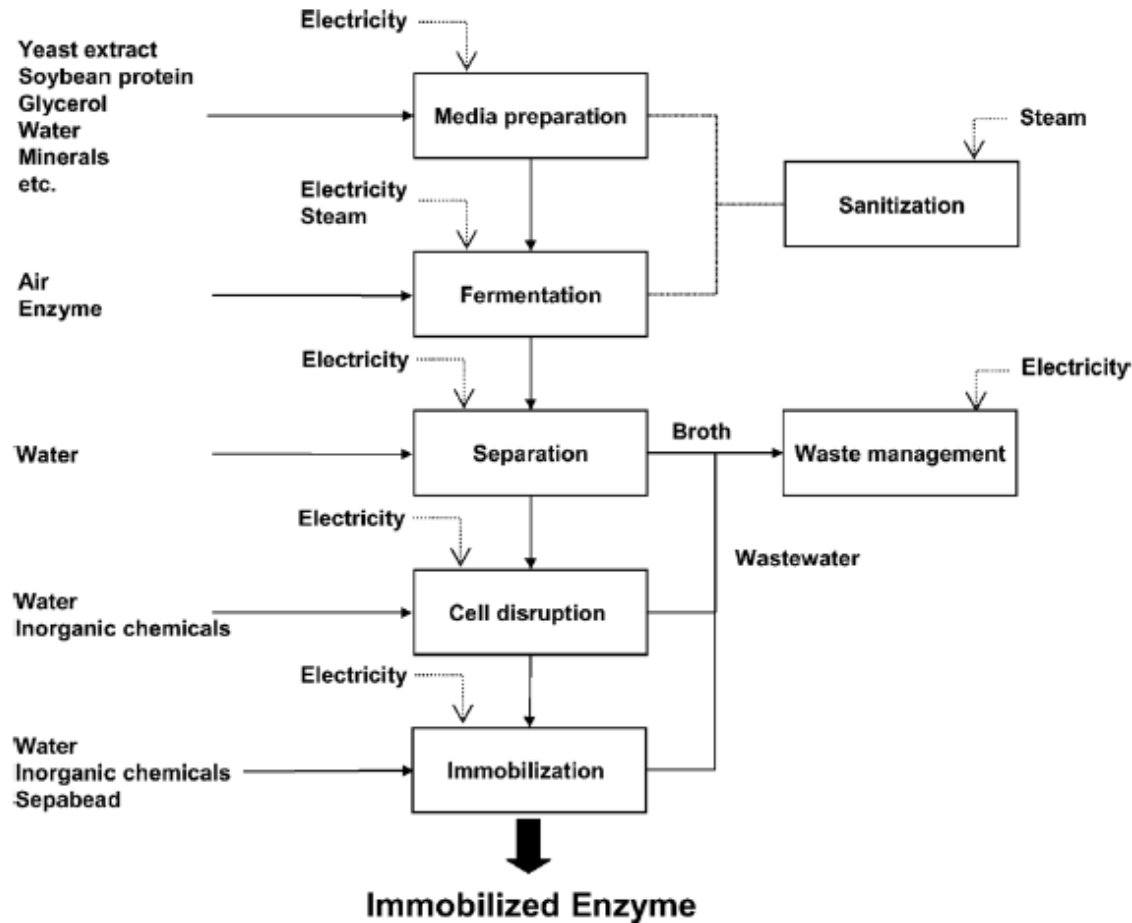 Electricity
Yeast extract
Soybean protein
Glycerol
Water
Minerals
etc.
Media preparation
Steam
Electricity
Steam
Sanitization
Air
Enzyme
Fermentation
Electricity
Electricity
Broth
Water
Separation
Waste management
Electricity
Wastewater
Water
Inorganic chemicals
Cell disruption
Electricity
Water
Inorganic chemicals
Sepabead
Immobilization
Immobilized Enzyme